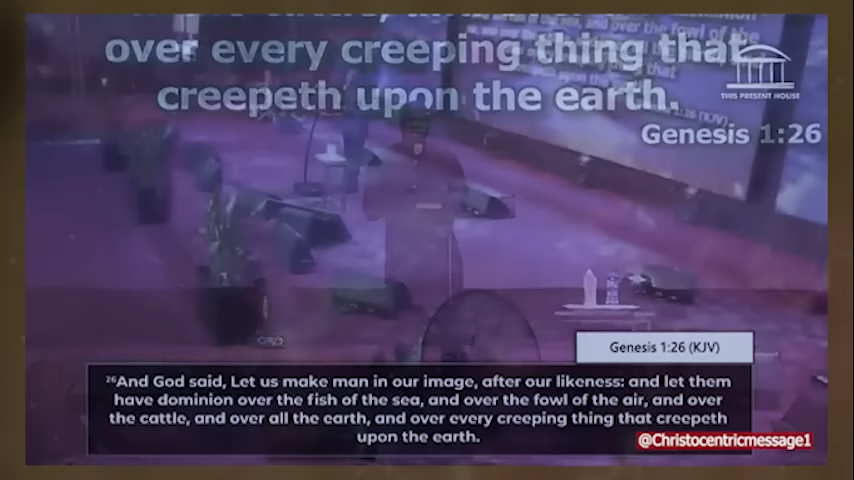 over every creeping thing that
creepeth upon the earth.
THIS PRESENT HOUSE
Genesis 1:26
Genesis 1:26 (KJV)
26And God said, Let us make man in our image, after our likeness: and let them
have dominion over the fish of the sea, and over the fowl of the air, and over
the cattle, and over all the earth, and over every creeping thing that creepeth
upon the earth.
@Christocentricmessage1